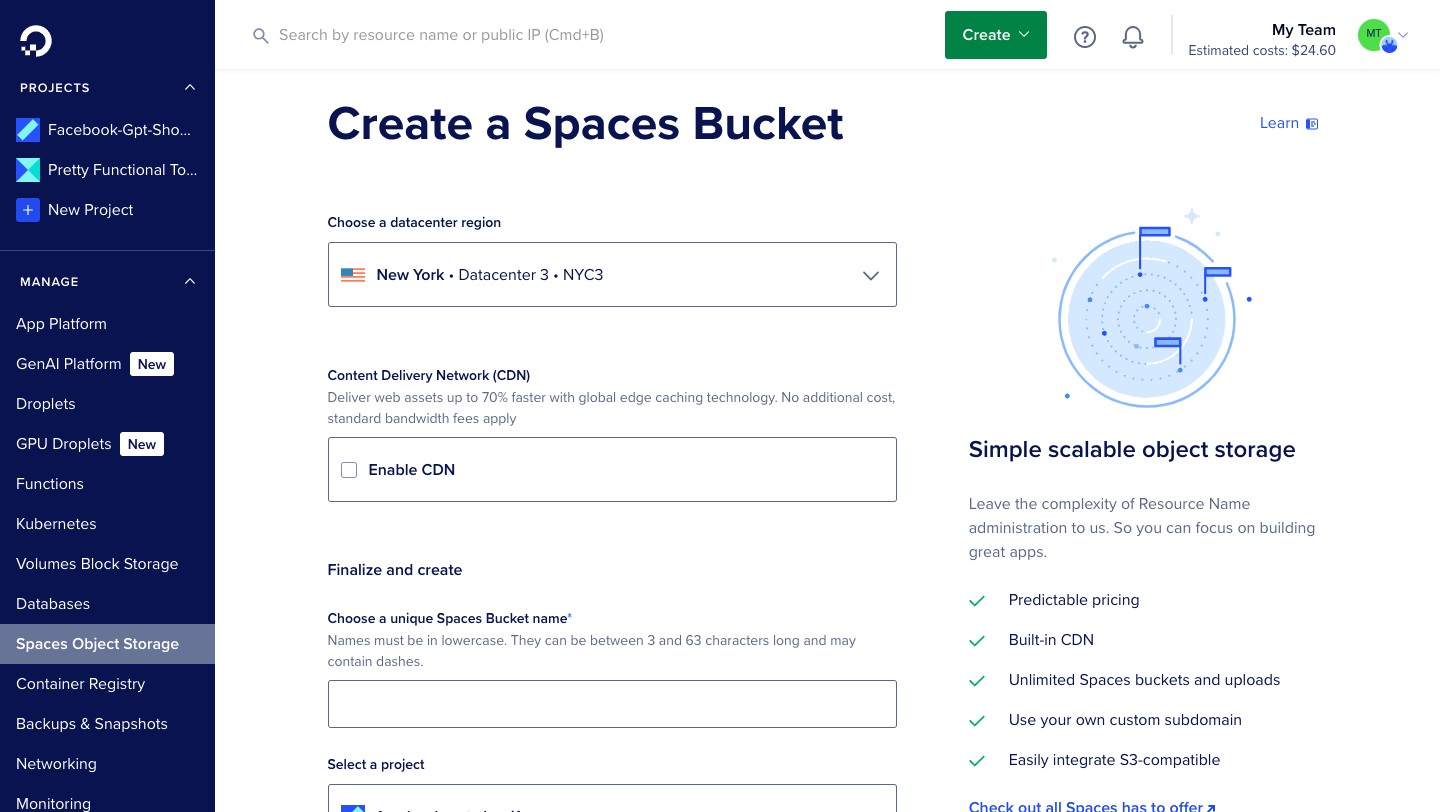 PROJECTS
Facebook-Gpt-Sho...
Pretty Functional To...
New Project
MANAGE
App Platform
GenAI Platform New
Droplets
GPU Droplets New
Functions
Kubernetes
Volumes Block Storage
Databases
Spaces Object Storage
Container Registry
Backups & Snapshots
Networking
Monitoring
Search by resource name or public IP (Cmd+B)
Create
My Team
Estimated costs: $24.60
MT
Create a Spaces Bucket
Learn
Choose a datacenter region
New York • Datacenter 3 • NYC3
Content Delivery Network (CDN)
Deliver web assets up to 70% faster with global edge caching technology. No additional cost,
standard bandwidth fees apply
Enable CDN
Finalize and create
Choose a unique Spaces Bucket name*
Names must be in lowercase. They can be between 3 and 63 characters long and may
contain dashes.
Select a project
Simple scalable object storage
Leave the complexity of Resource Name
administration to us. So you can focus on building
great apps.
Predictable pricing
Built-in CDN
Unlimited Spaces buckets and uploads
Use your own custom subdomain
Easily integrate S3-compatible
Check out all Spaces has to offer